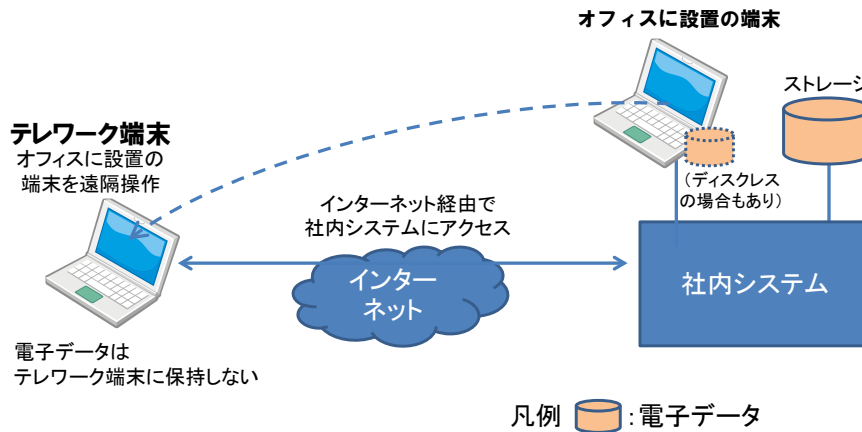 オフィスに設置の端末
ストレージ
テレワーク端末
オフィスに設置の
端末を遠隔操作
(ディスクレス
の場合もあり)
インターネット経由で
社内システムにアクセス
インター
ネット
社内システム
電子データは
テレワーク端末に保持しない
凡例 :電子データ